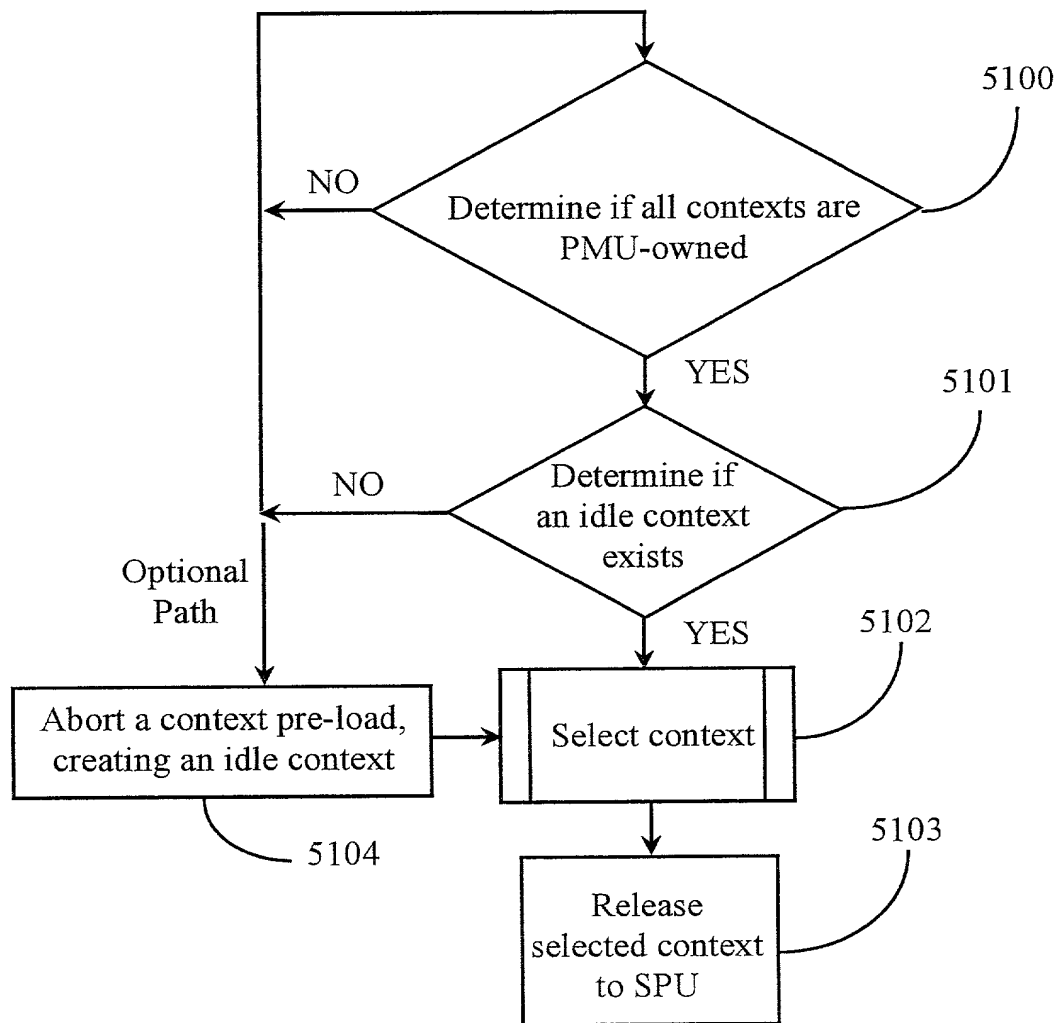 5100
NO
Determine if all contexts are
PMU-owned
YES
5101
NO
Determine if
an idle context
exists
Optional
Path
YES
5102
Abort a context pre-load,
creating an idle context
Select context
5104
5103
Release
selected context
to SPU